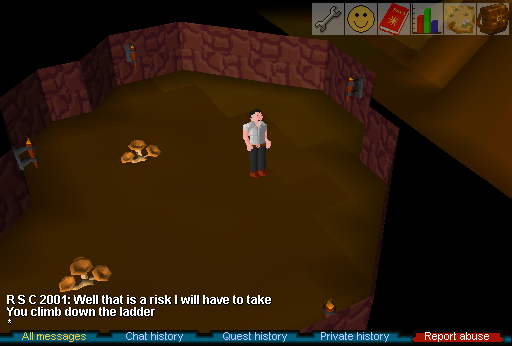 R S C 2001: Well that is a risk I will have to take
You climb down the ladder
*
All messages
Chat history
Quest history
Private history
Report abuse